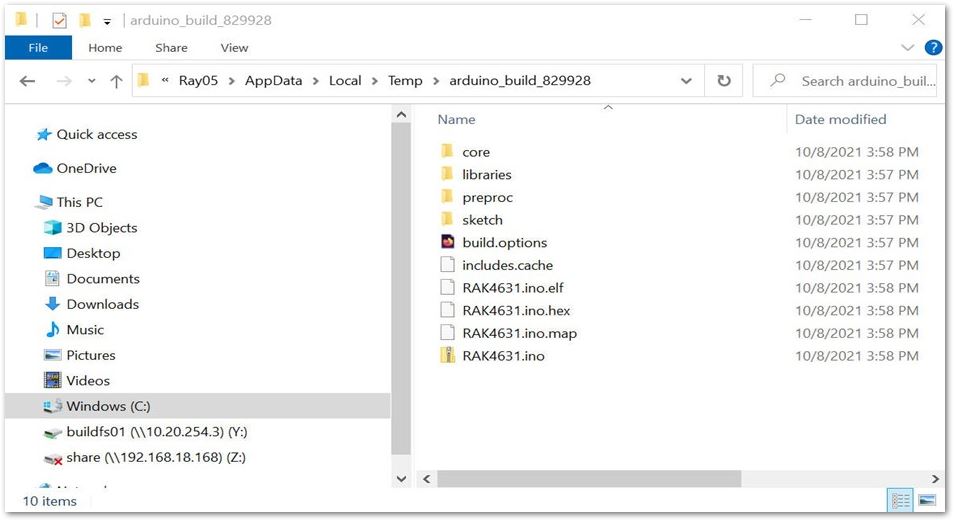 arduino_build_829928
File Home Share View
« Ray05 > AppData > Local > Temp > arduino_build_829928
Search arduino_buil...
Quick access
OneDrive
This PC
3D Objects
Desktop
Documents
Downloads
Music
Pictures
Videos
Windows (C:)
buildfs01 (\\10.20.254.3) (Y:)
share (\\192.168.18.168) (Z:)
Name Date modified
core 10/8/2021 3:58 PM
libraries 10/8/2021 3:57 PM
preproc 10/8/2021 3:57 PM
sketch 10/8/2021 3:57 PM
build.options 10/8/2021 3:57 PM
includes.cache 10/8/2021 3:57 PM
RAK4631.ino.elf 10/8/2021 3:58 PM
RAK4631.ino.hex 10/8/2021 3:58 PM
RAK4631.ino.map 10/8/2021 3:58 PM
RAK4631.ino 10/8/2021 3:58 PM
10 items